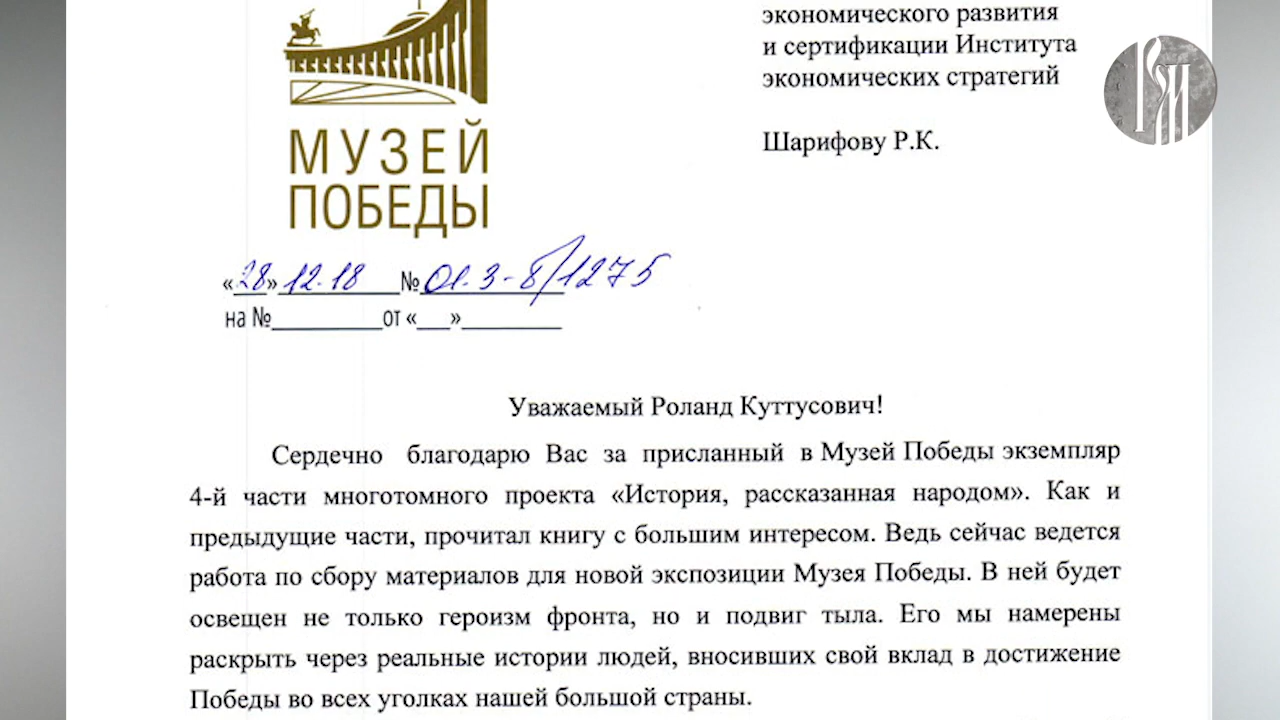 экономического развития
и сертификации Института
экономических стратегий
Шарифову Р.К.
МУЗЕЙ
ПОБЕДЫ
«28» 12.18 № 01-3-8/1275
на №__________от «___»_________
Уважаемый Роланд Куттусович!
Сердечно благодарю Вас за присланный в Музей Победы экземпляр
4-й части многотомного проекта «История, рассказанная народом». Как и
предыдущие части, прочитал книгу с большим интересом. Ведь сейчас ведется
работа по сбору материалов для новой экспозиции Музея Победы. В ней будет
освещен не только героизм фронта, но и подвиг тыла. Его мы намерены
раскрыть через реальные истории людей, вносивших свой вклад в достижение
Победы во всех уголках нашей большой страны.